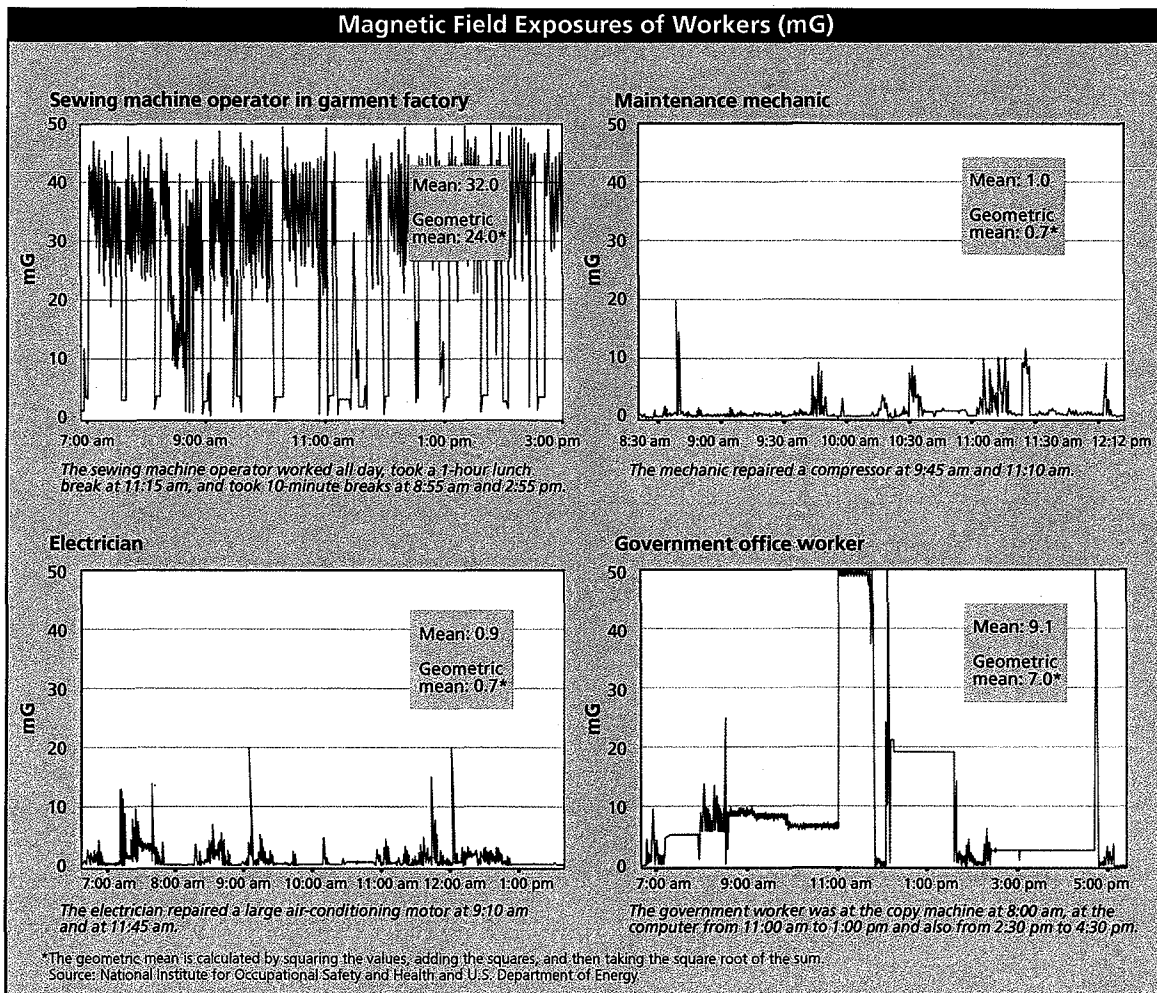 Magnetic Field Exposures of Workers (mG)
Sewing machine operator in garment factory
50
40
30
20
10
0
mG
Mean: 32.0
Geometric
mean: 24.0*
7:00 am 9:00 am 11:00 am 1:00 pm 3:00 pm
The sewing machine operator worked all day, took a 1-hour lunch
break at 11:15 am, and took 10-minute breaks at 8:55 am and 2:55 pm.
Maintenance mechanic
50
40
30
20
10
0
mG
Mean: 1.0
Geometric
mean: 0.7*
8:30 am 9:00 am 9:30 am 10:00 am 10:30 am 11:00 am 11:30 am 12:12 pm
The mechanic repaired a compressor at 9:45 am and 11:10 am.
Electrician
50
40
30
20
10
0
mG
Mean: 0.9
Geometric
mean: 0.7*
7:00 am 8:00 am 9:00 am 10:00 am 11:00 am 12:00 am 1:00 pm
The electrician repaired a large air-conditioning motor at 9:10 am
and at 11:45 am.
Government office worker
50
40
30
20
10
0
mG
Mean: 9.1
Geometric
mean: 7.0*
7:00 am 9:00 am 11:00 am 1:00 pm 3:00 pm 5:00 pm
The government worker was at the copy machine at 8:00 am, at the
computer from 11:00 am to 1:00 pm and also from 2:30 pm to 4:30 pm.
*The geometric mean is calculated by squaring the values, adding the squares, and then taking the square root of the sum.
Source: National Institute for Occupational Safety and Health and U.S. Department of Energy